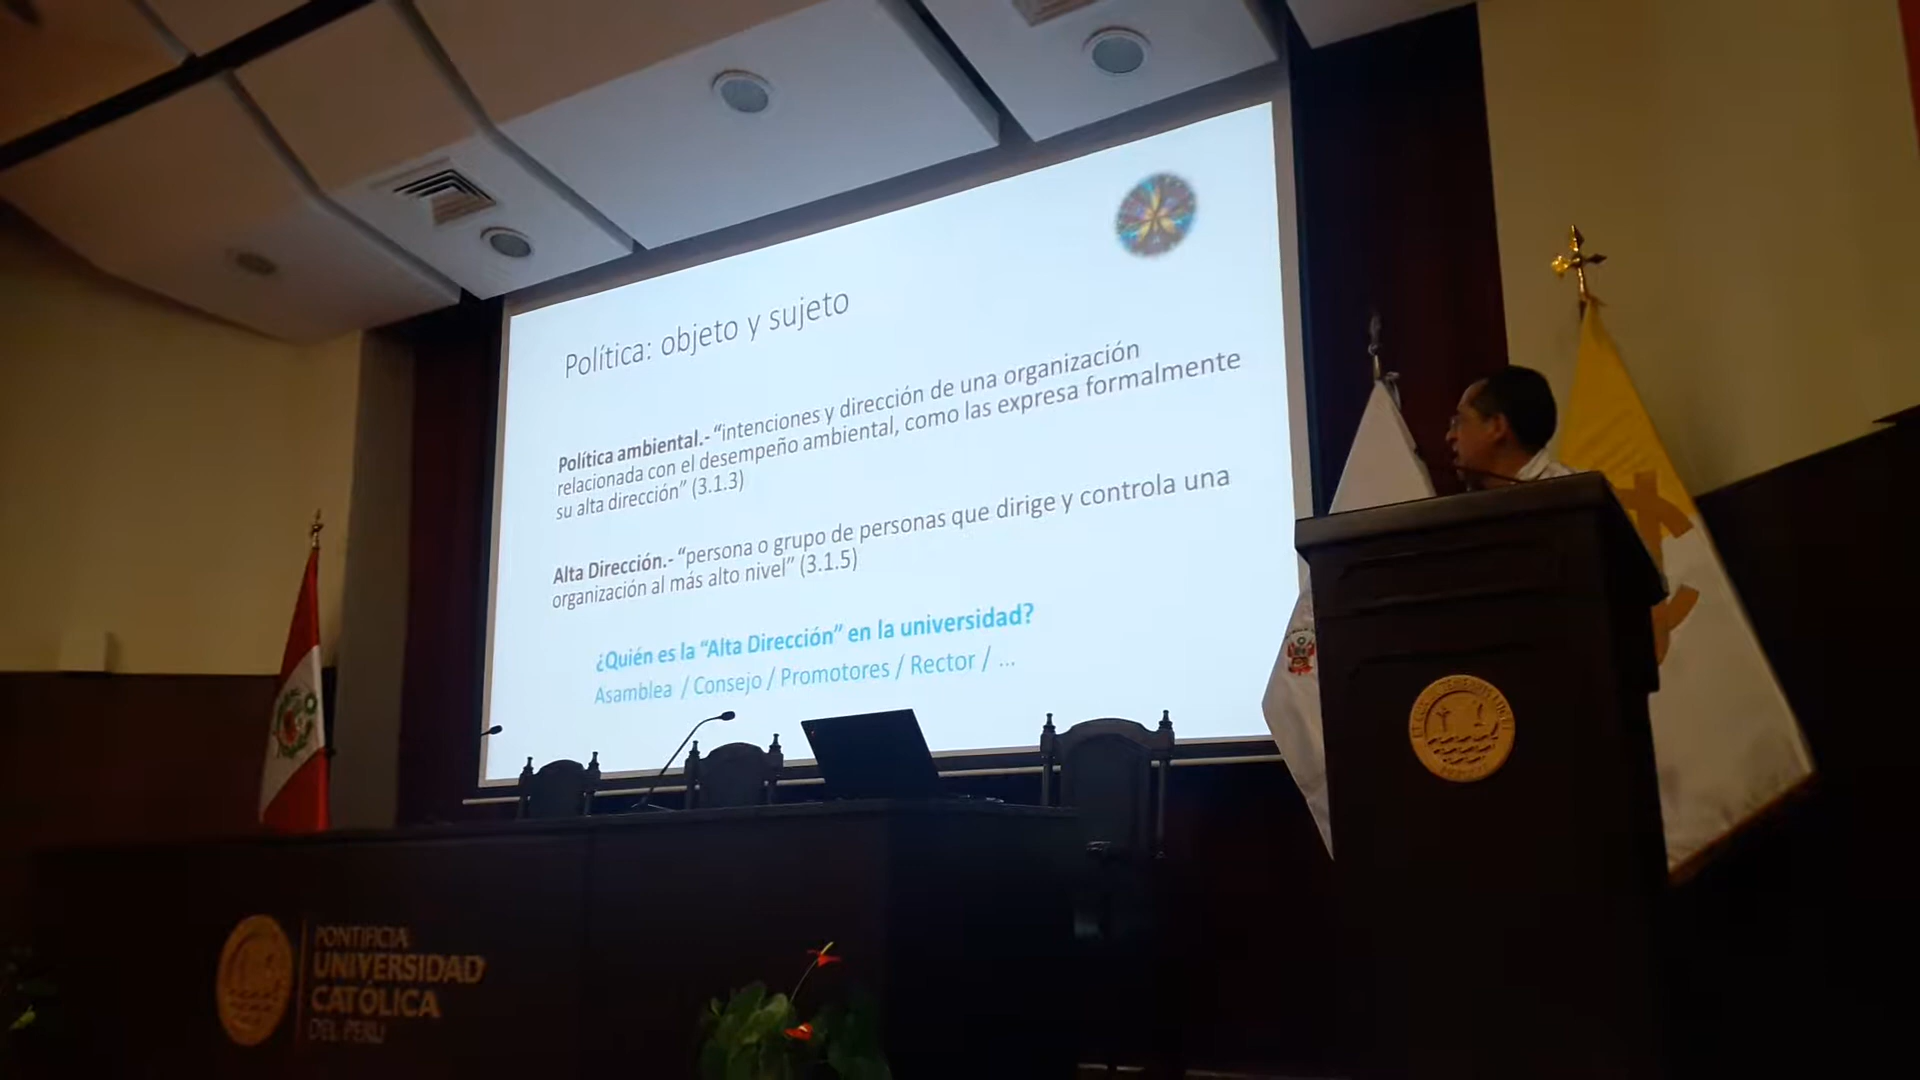 Política: objeto y sujeto
Política ambiental.- “intenciones y dirección de una organización
relacionada con el desempeño ambiental, como las expresa formalmente
su alta dirección” (3.1.3)
Alta Dirección.- “persona o grupo de personas que dirige y controla una
organización al más alto nivel” (3.1.5)
¿Quién es la “Alta Dirección” en la universidad?
Asamblea / Consejo / Promotores / Rector / ...
PONTIFICIA
UNIVERSIDAD
CATÓLICA
DEL PERÚ